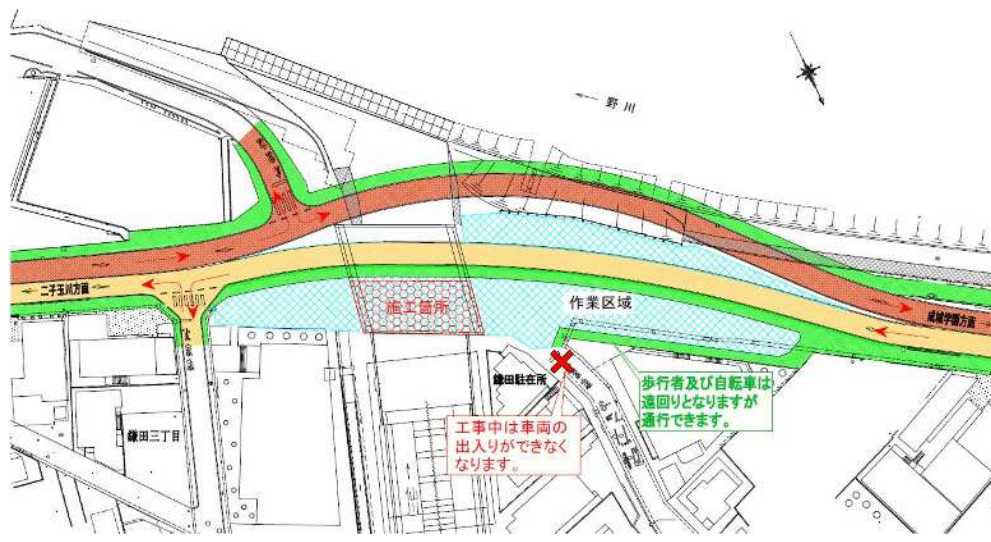 野川
二子玉川方面
施工箇所
作業区域
成城学園方面
鎌田駐在所
鎌田三丁目
工事中は車両の
出入りができなく
なります。
歩行者及び自転車は
遠回りとなりますが
通行できます。